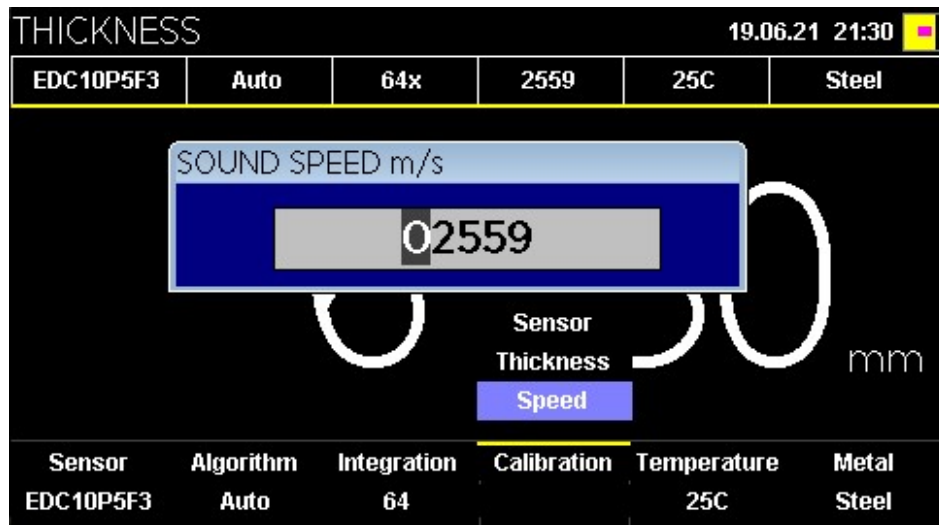 THICKNESS 19.06.21 21:30
EDC10P5F3 Auto 64x 2559 25C Steel
SOUND SPEED m/s
02559
Sensor
Thickness
Speed
mm
Sensor Algorithm Integration Calibration Temperature Metal
EDC10P5F3 Auto 64 25C Steel